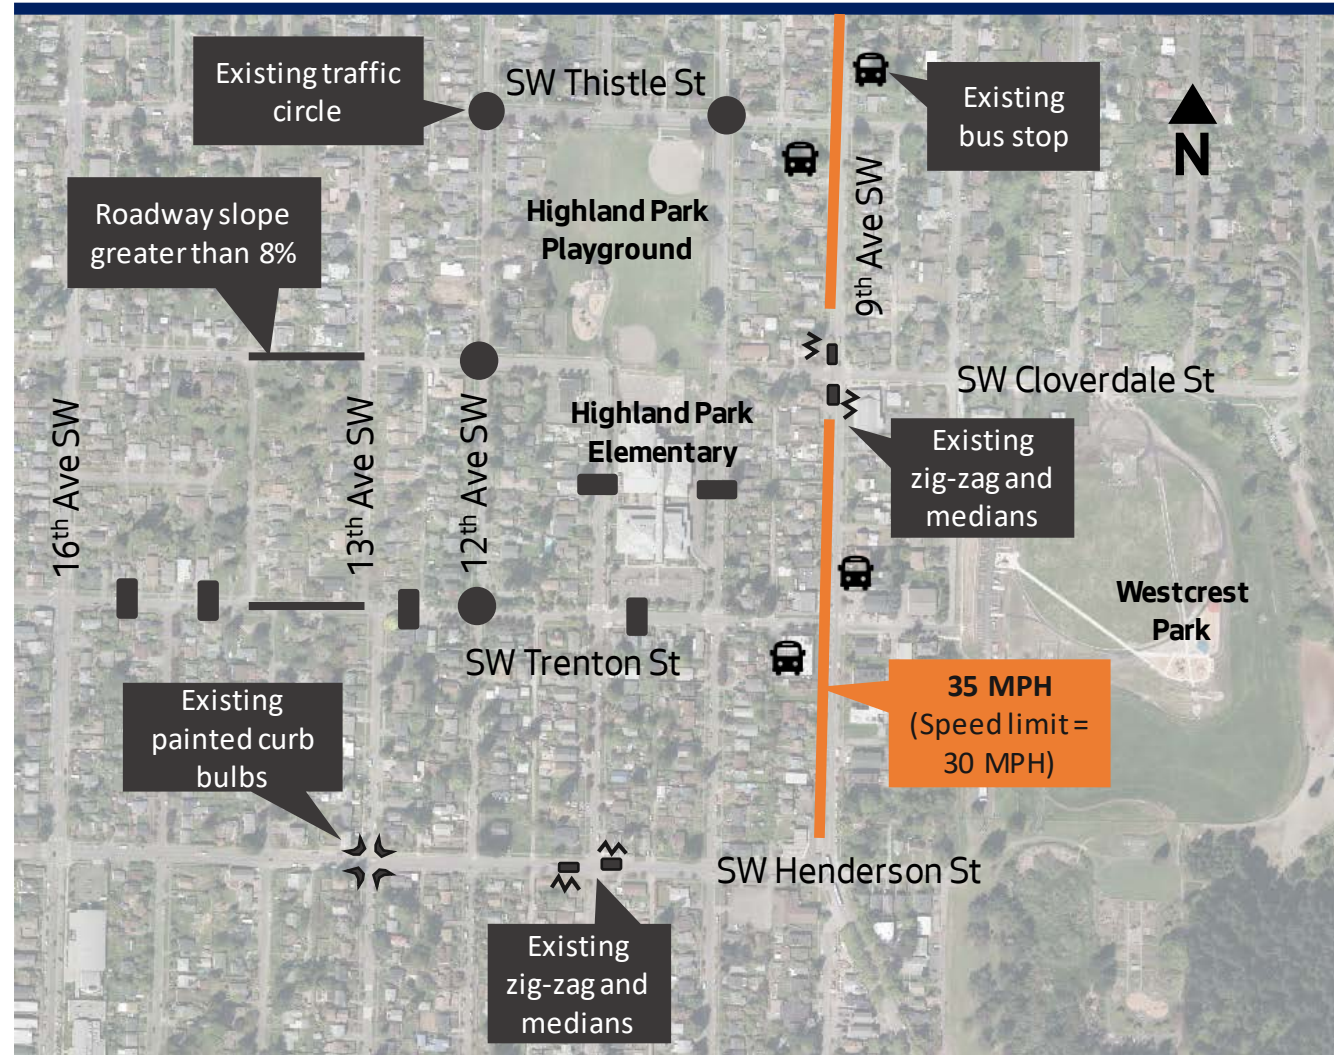 Existing traffic
circle
SW Thistle St
Existing
bus stop
N
Roadway slope
greater than 8%
Highland Park
Playground
9th Ave SW
SW Cloverdale St
16th Ave SW
13th Ave SW
12th Ave SW
Highland Park
Elementary
Existing
zig-zag and
medians
Westcrest
Park
SW Trenton St
35 MPH
(Speed limit =
30 MPH)
Existing
painted curb
bulbs
SW Henderson St
Existing
zig-zag and
medians